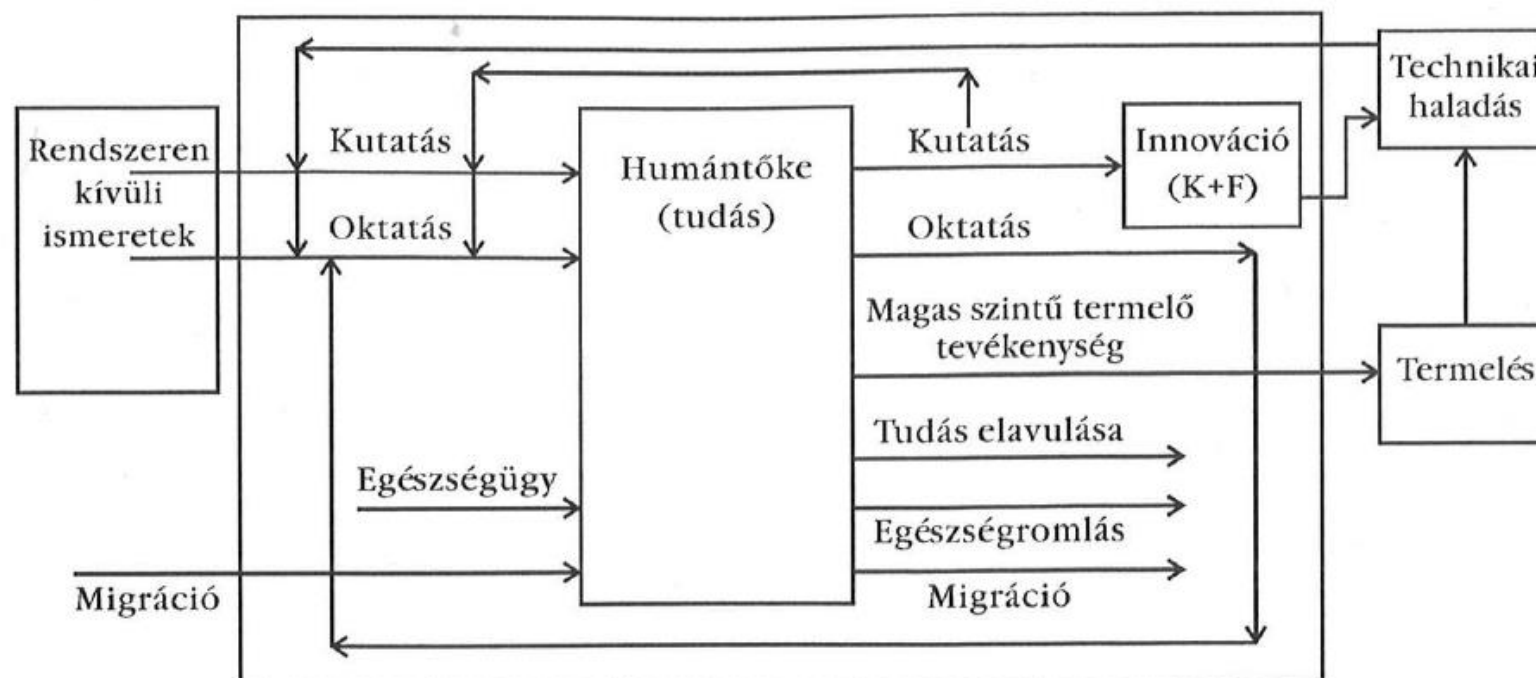 Rendszeren
kívüli
ismeretek
Kutatás
Oktatás
Egészségügy
Migráció
Humántőke
(tudás)
Kutatás
Oktatás
Magas szintű termelő
tevékenység
Tudás elavulása
Egészségromlás
Migráció
Innováció
(K+F)
Technikai
haladás
Termelés